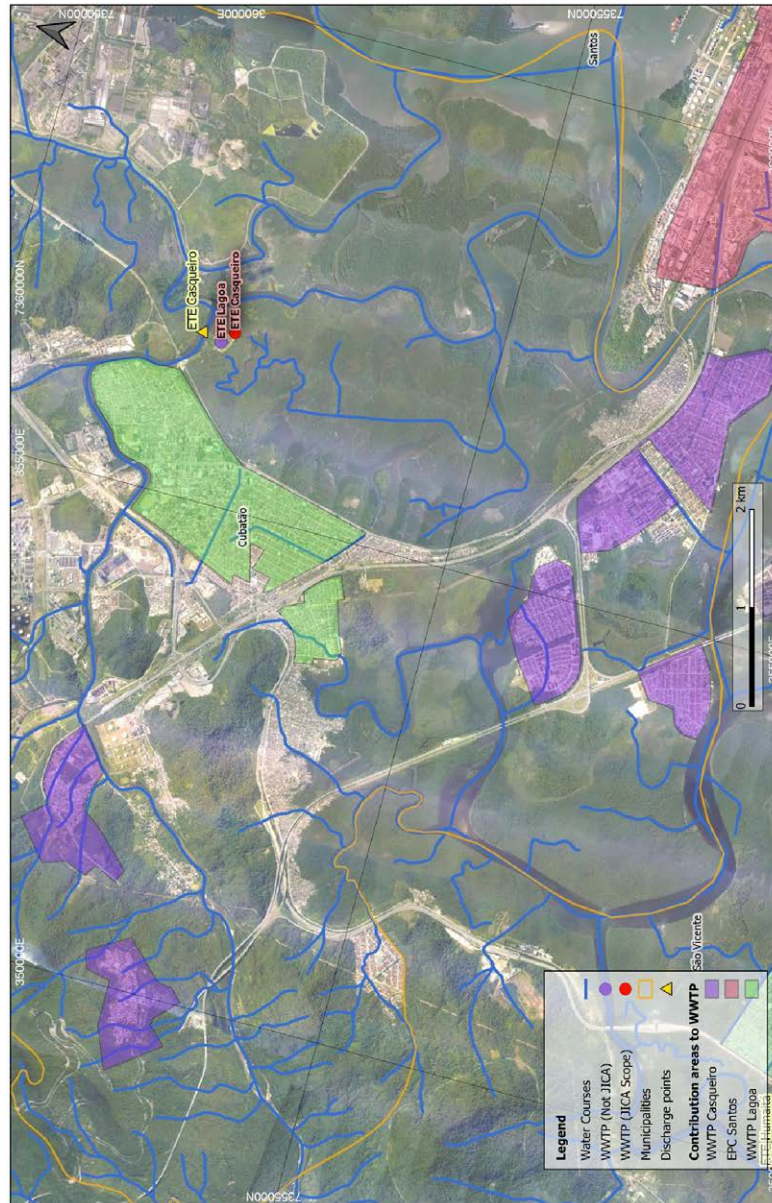 350000E
355000E
7360000N
360000E
7355000N
7355000N
ETE Casqueiro
ETE Lagoa
ETE Casqueiro
Cubatão
Santos
São Vicente
Legend
Water Courses
WWTP (Not JICA)
WWTP (JICA Scope)
Municipalities
Discharge points
Contribution areas to WWTP
WWTP Casqueiro
EPC Santos
WWTP Lagoa
ETE Humaitá
0 1 2 km